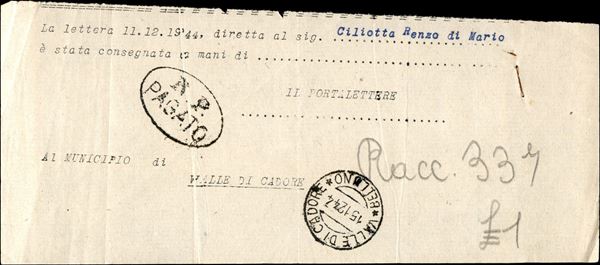 La lettera 11.12.1944, diretta al sig. Ciliotta Renzo di Mario
è stata consegnata a mani di
IL PORTALETTERE
N P.
PAGATO
Al MUNICIPIO di
VALLE DI CADORE
Racc. 337
£1
* VALLE DI CADORE * BELLUNO
15.12.44